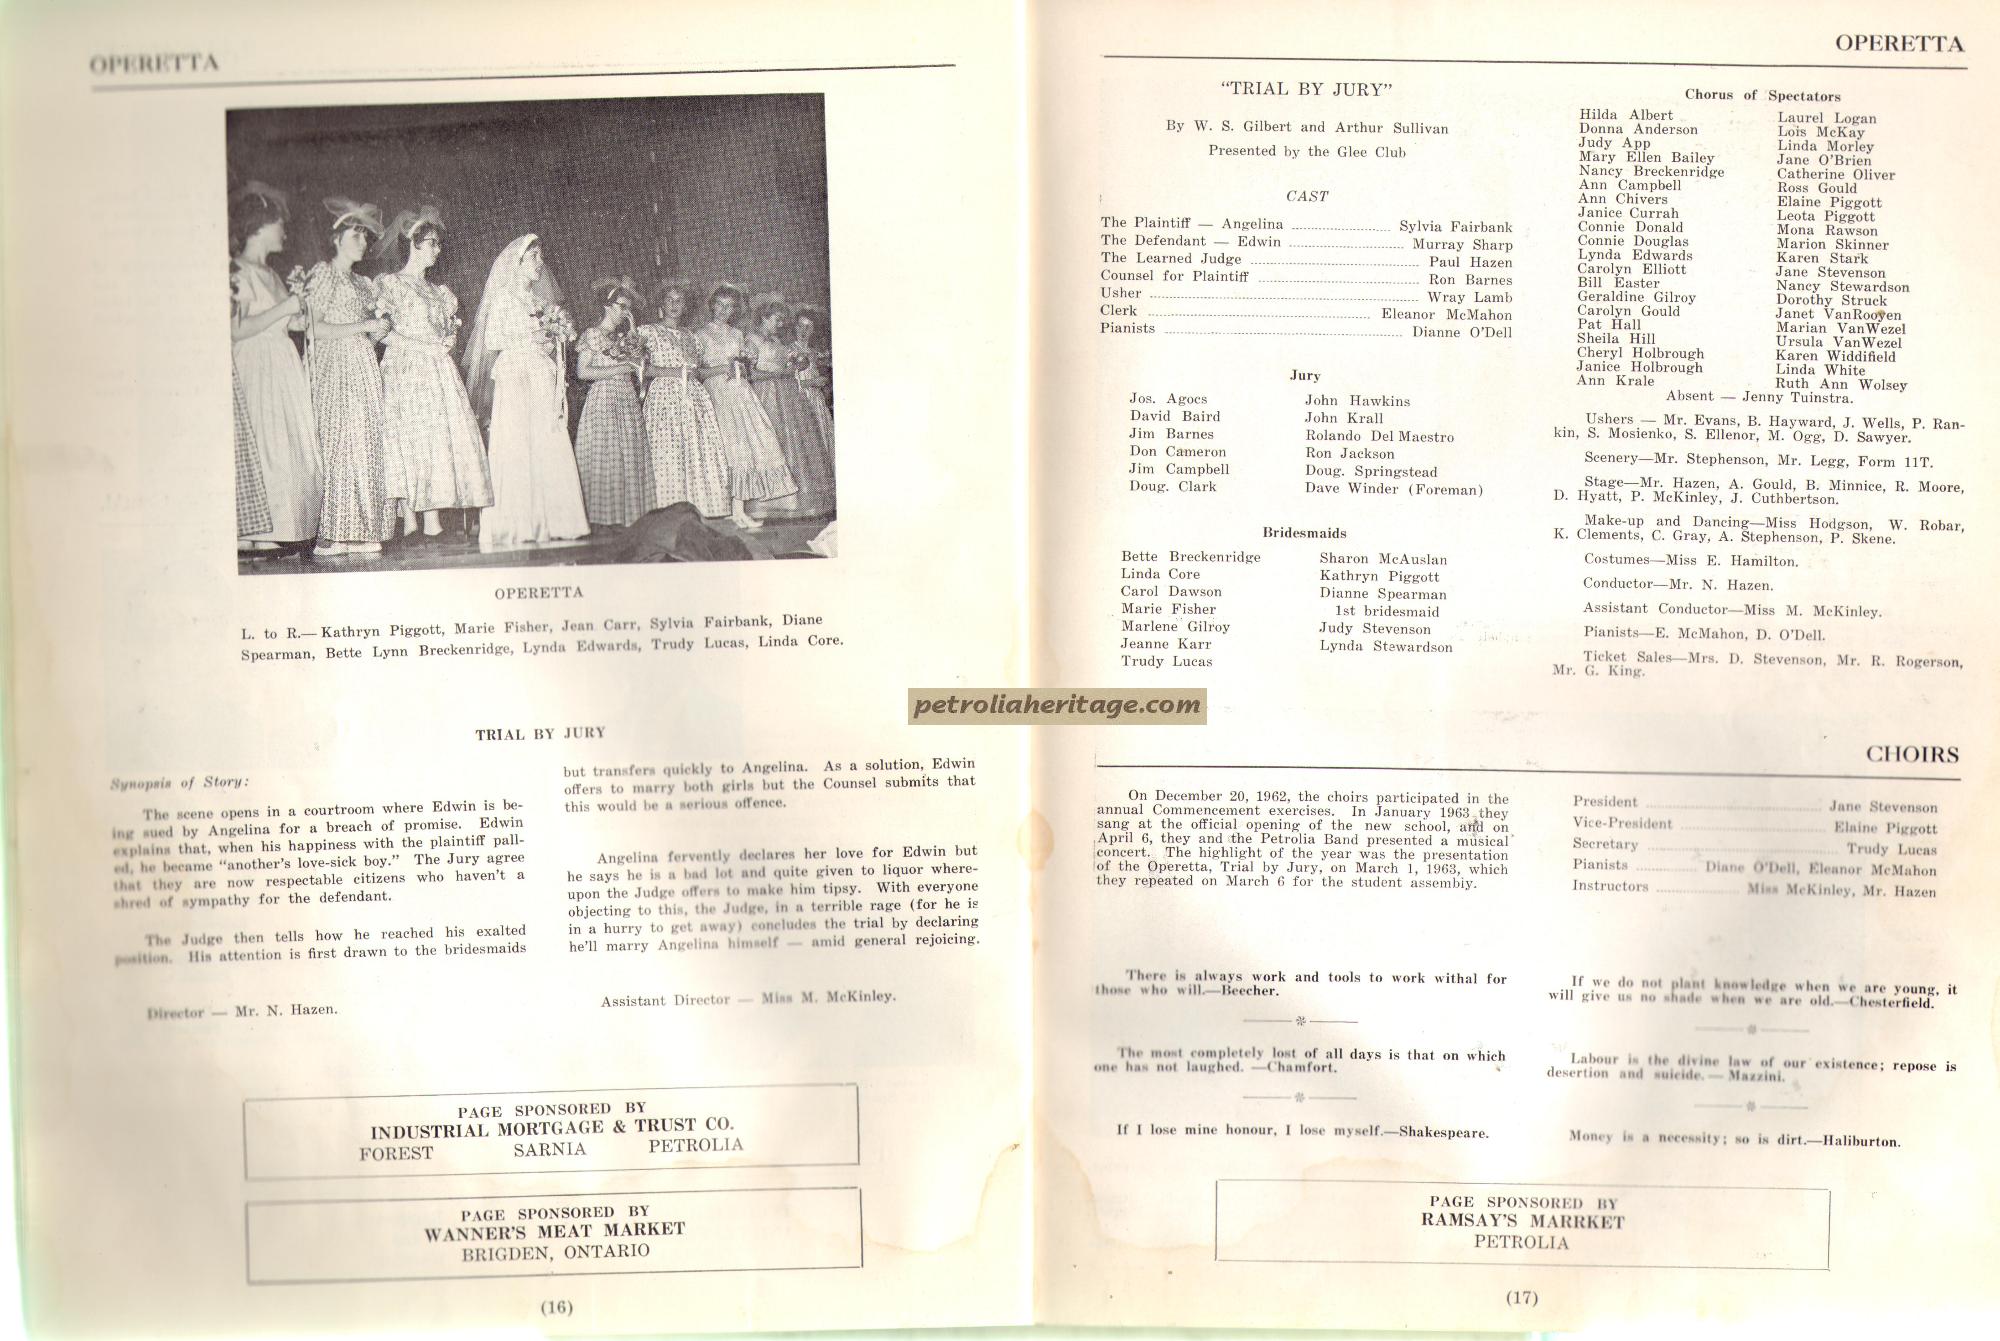 OPERETTA
OPERETTA
L. to R.— Kathryn Piggott, Marie Fisher, Jean Carr, Sylvia Fairbank, Diane
Spearman, Bette Lynn Breckenridge, Lynda Edwards, Trudy Lucas, Linda Core.
TRIAL BY JURY
Synopsis of Story:
The scene opens in a courtroom where Edwin is be-
ing sued by Angelina for a breach of promise. Edwin
explains that, when his happiness with the plaintiff pall-
ed, he became "another's love-sick boy." The Jury agree
that they are now respectable citizens who haven't a
shred of sympathy for the defendant.
The Judge then tells how he reached his exalted
position. His attention is first drawn to the bridesmaids
but transfers quickly to Angelina. As a solution, Edwin
offers to marry both girls but the Counsel submits that
this would be a serious offence.
Angelina fervently declares her love for Edwin but
he says he is a bad lot and quite given to liquor where-
upon the Judge offers to make him tipsy. With everyone
objecting to this, the Judge, in a terrible rage (for he is
in a hurry to get away) concludes the trial by declaring
he'll marry Angelina himself — amid general rejoicing.
Director — Mr. N. Hazen.
Assistant Director — Miss M. McKinley.
PAGE SPONSORED BY
INDUSTRIAL MORTGAGE & TRUST CO.
FOREST SARNIA PETROLIA
PAGE SPONSORED BY
WANNER'S MEAT MARKET
BRIGDEN, ONTARIO
(16)
petroliaheritage.com
OPERETTA
"TRIAL BY JURY"
By W. S. Gilbert and Arthur Sullivan
Presented by the Glee Club
CAST
The Plaintiff — Angelina ........ Sylvia Fairbank
The Defendant — Edwin ........ Murray Sharp
The Learned Judge ........ Paul Hazen
Counsel for Plaintiff ........ Ron Barnes
Usher ........ Wray Lamb
Clerk ........ Eleanor McMahon
Pianists ........ Dianne O'Dell
Jury
Jos. Agocs
David Baird
Jim Barnes
Don Cameron
Jim Campbell
Doug. Clark
John Hawkins
John Krall
Rolando Del Maestro
Ron Jackson
Doug. Springstead
Dave Winder (Foreman)
Bridesmaids
Bette Breckenridge
Linda Core
Carol Dawson
Marie Fisher
Marlene Gilroy
Jeanne Karr
Trudy Lucas
Sharon McAuslan
Kathryn Piggott
Dianne Spearman
1st bridesmaid
Judy Stevenson
Lynda Stewardson
Chorus of Spectators
Hilda Albert
Donna Anderson
Judy App
Mary Ellen Bailey
Nancy Breckenridge
Ann Campbell
Ann Chivers
Janice Currah
Connie Donald
Connie Douglas
Lynda Edwards
Carolyn Elliott
Bill Easter
Geraldine Gilroy
Carolyn Gould
Pat Hall
Sheila Hill
Cheryl Holbrough
Janice Holbrough
Ann Krale
Laurel Logan
Lois McKay
Linda Morley
Jane O'Brien
Catherine Oliver
Ross Gould
Elaine Piggott
Leota Piggott
Mona Rawson
Marion Skinner
Karen Stark
Jane Stevenson
Nancy Stewardson
Dorothy Struck
Janet VanRooyen
Marian VanWezel
Ursula VanWezel
Karen Widdifield
Linda White
Ruth Ann Wolsey
Absent — Jenny Tuinstra.
Ushers — Mr. Evans, B. Hayward, J. Wells, P. Ran-
kin, S. Mosienko, S. Ellenor, M. Ogg, D. Sawyer.
Scenery—Mr. Stephenson, Mr. Legg, Form 11T.
Stage—Mr. Hazen, A. Gould, B. Minnice, R. Moore,
D. Hyatt, P. McKinley, J. Cuthbertson.
Make-up and Dancing—Miss Hodgson, W. Robar,
K. Clements, C. Gray, A. Stephenson, P. Skene.
Costumes—Miss E. Hamilton.
Conductor—Mr. N. Hazen.
Assistant Conductor—Miss M. McKinley.
Pianists—E. McMahon, D. O'Dell.
Ticket Sales—Mrs. D. Stevenson, Mr. R. Rogerson,
Mr. G. King.
CHOIRS
On December 20, 1962, the choirs participated in the
annual Commencement exercises. In January 1963 they
sang at the official opening of the new school, and on
April 6, they and the Petrolia Band presented a musical
concert. The highlight of the year was the presentation
of the Operetta, Trial by Jury, on March 1, 1963, which
they repeated on March 6 for the student assembiy.
President ........ Jane Stevenson
Vice-President ........ Elaine Piggott
Secretary ........ Trudy Lucas
Pianists ........ Diane O'Dell, Eleanor McMahon
Instructors ........ Miss McKinley, Mr. Hazen
There is always work and tools to work withal for
those who will.—Beecher.
The most completely lost of all days is that on which
one has not laughed. —Chamfort.
If I lose mine honour, I lose myself.—Shakespeare.
If we do not plant knowledge when we are young, it
will give us no shade when we are old.—Chesterfield.
Labour is the divine law of our existence; repose is
desertion and suicide.— Mazzini.
Money is a necessity; so is dirt.—Haliburton.
PAGE SPONSORED BY
RAMSAY'S MARRKET
PETROLIA
(17)